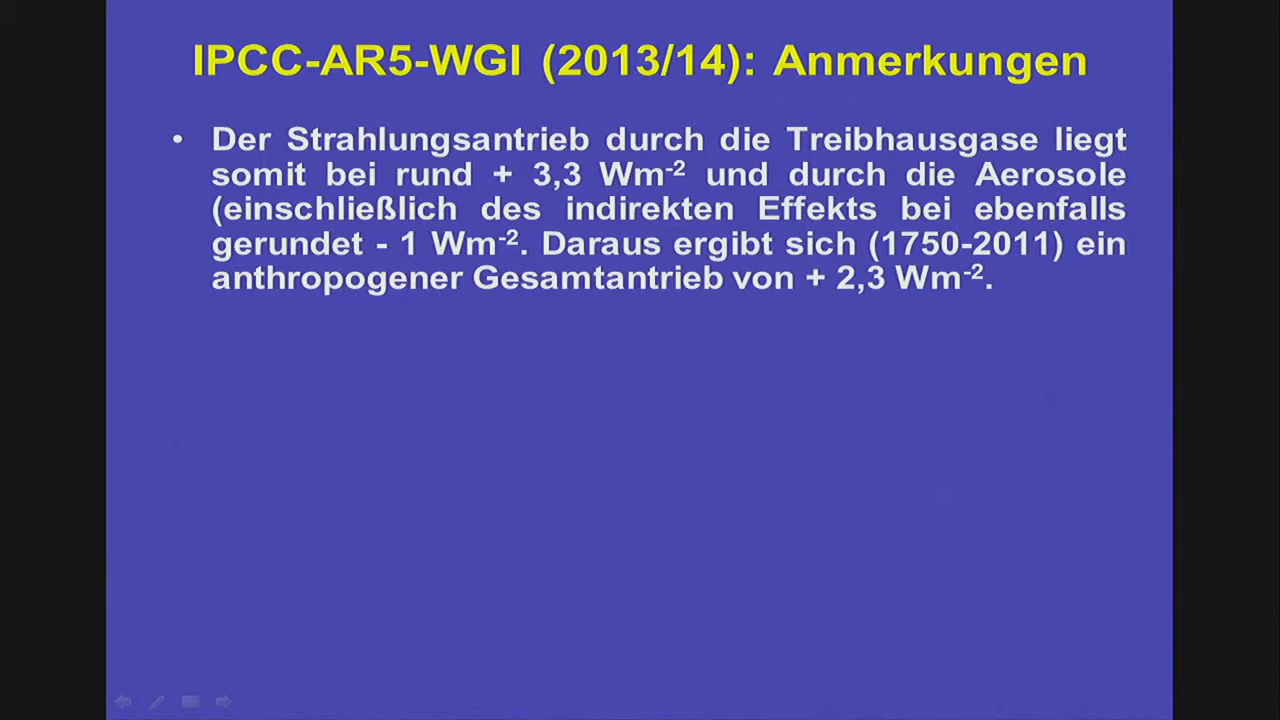 IPCC-AR5-WGI (2013/14): Anmerkungen
• Der Strahlungsantrieb durch die Treibhausgase liegt
somit bei rund + 3,3 Wm⁻² und durch die Aerosole
(einschließlich des indirekten Effekts bei ebenfalls
gerundet - 1 Wm⁻². Daraus ergibt sich (1750-2011) ein
anthropogener Gesamtantrieb von + 2,3 Wm⁻².